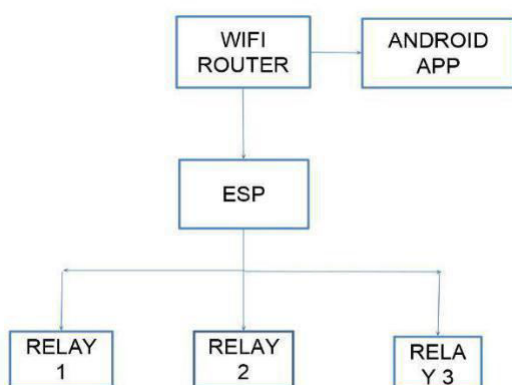 WIFI
ROUTER
ANDROID
APP
ESP
RELAY
1
RELAY
2
RELA
Y 3